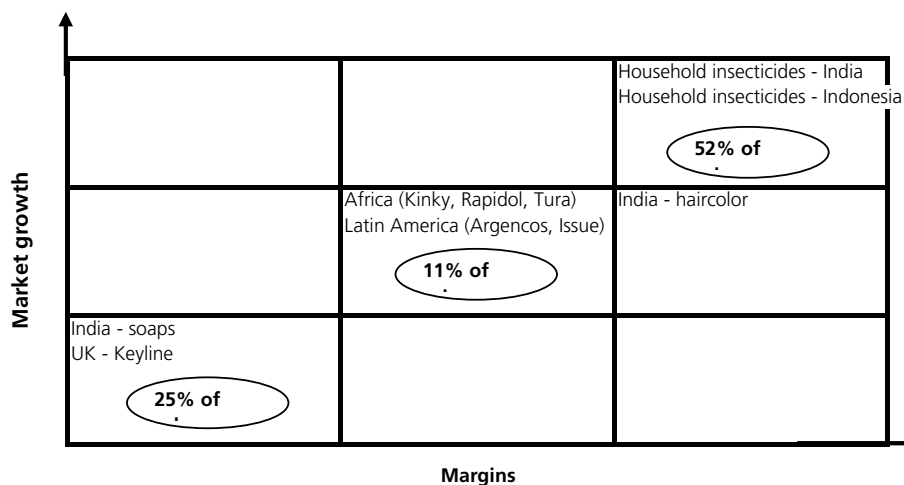 Household insecticides - India
Household insecticides - Indonesia
52% of
Market growth
Africa (Kinky, Rapidol, Tura)
Latin America (Argencos, Issue)
11% of
India - haircolor
India - soaps
UK - Keyline
25% of
Margins